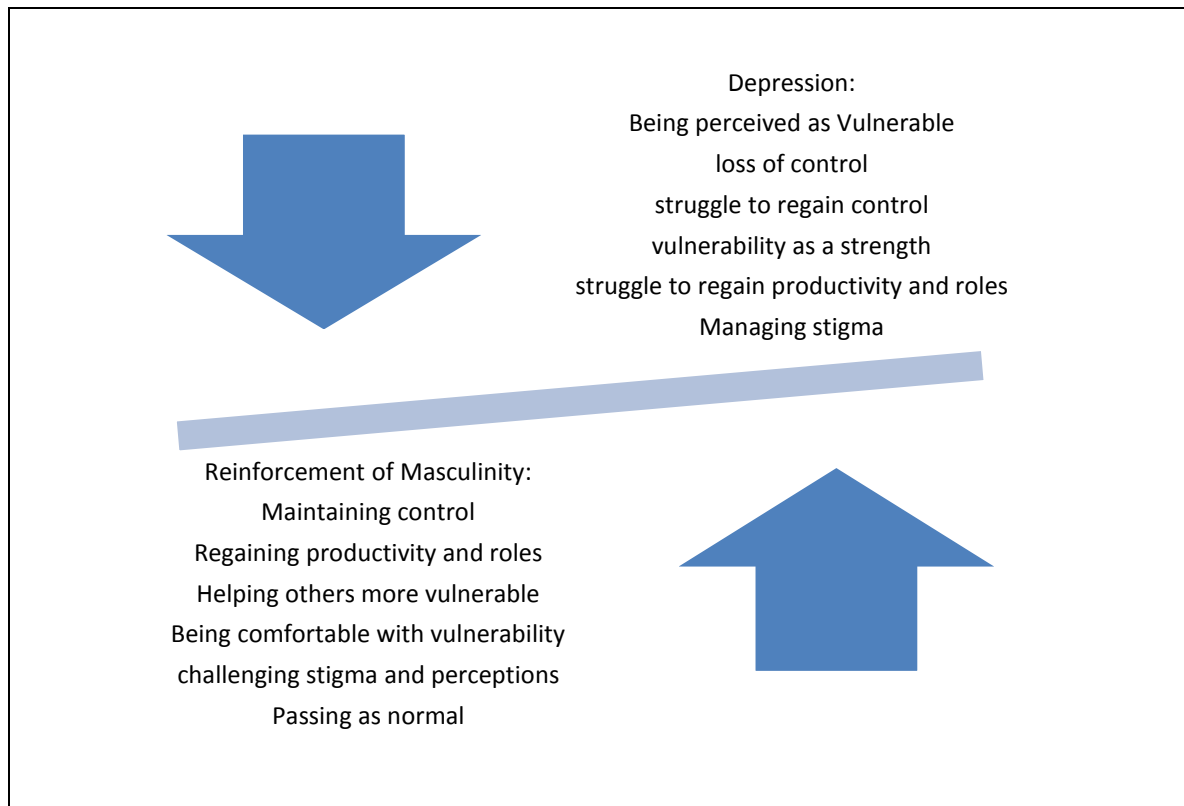 Depression:
Being perceived as Vulnerable
loss of control
struggle to regain control
vulnerability as a strength
struggle to regain productivity and roles
Managing stigma
Reinforcement of Masculinity:
Maintaining control
Regaining productivity and roles
Helping others more vulnerable
Being comfortable with vulnerability
challenging stigma and perceptions
Passing as normal